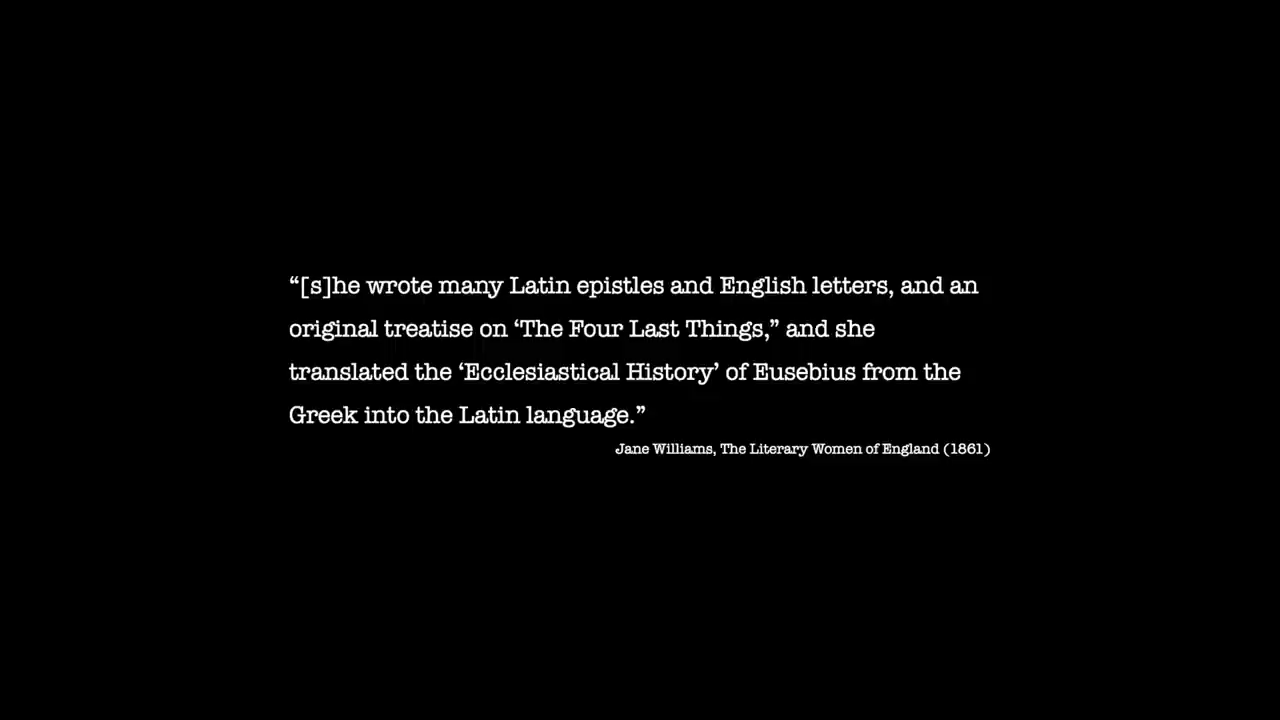 “[s]he wrote many Latin epistles and English letters, and an
original treatise on ‘The Four Last Things,” and she
translated the ‘Ecclesiastical History’ of Eusebius from the
Greek into the Latin language.”
Jane Williams, The Literary Women of England (1861)